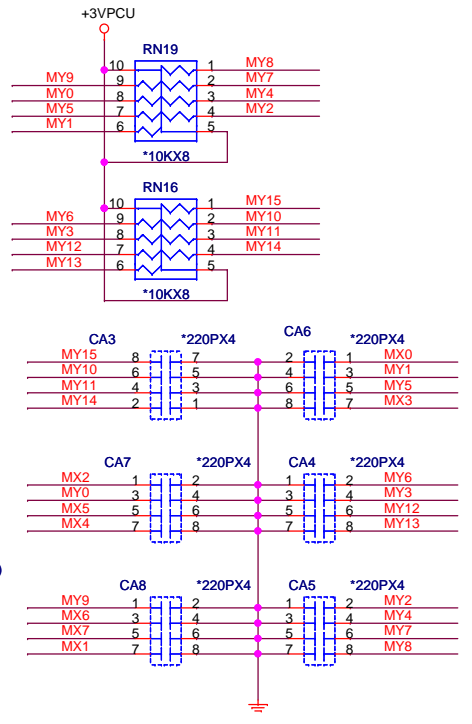 +3VPCU
RN19
10 1 MY8
MY9 9 2 MY7
MY0 8 3 MY4
MY5 7 4 MY2
MY1 6 5
*10KX8
RN16
10 1 MY15
MY6 9 2 MY10
MY3 8 3 MY11
MY12 7 4 MY14
MY13 6 5
*10KX8
CA3 *220PX4 CA6 *220PX4
MY15 8 7 2 1 MX0
MY10 6 5 4 3 MY1
MY11 4 3 6 5 MY5
MY14 2 1 8 7 MX3
CA7 *220PX4 CA4 *220PX4
MX2 1 2 1 2 MY6
MY0 3 4 3 4 MY3
MX5 5 6 5 6 MY12
MX4 7 8 7 8 MY13
CA8 *220PX4 CA5 *220PX4
MY9 1 2 1 2 MY2
MX6 3 4 3 4 MY4
MX7 5 6 5 6 MY7
MX1 7 8 7 8 MY8